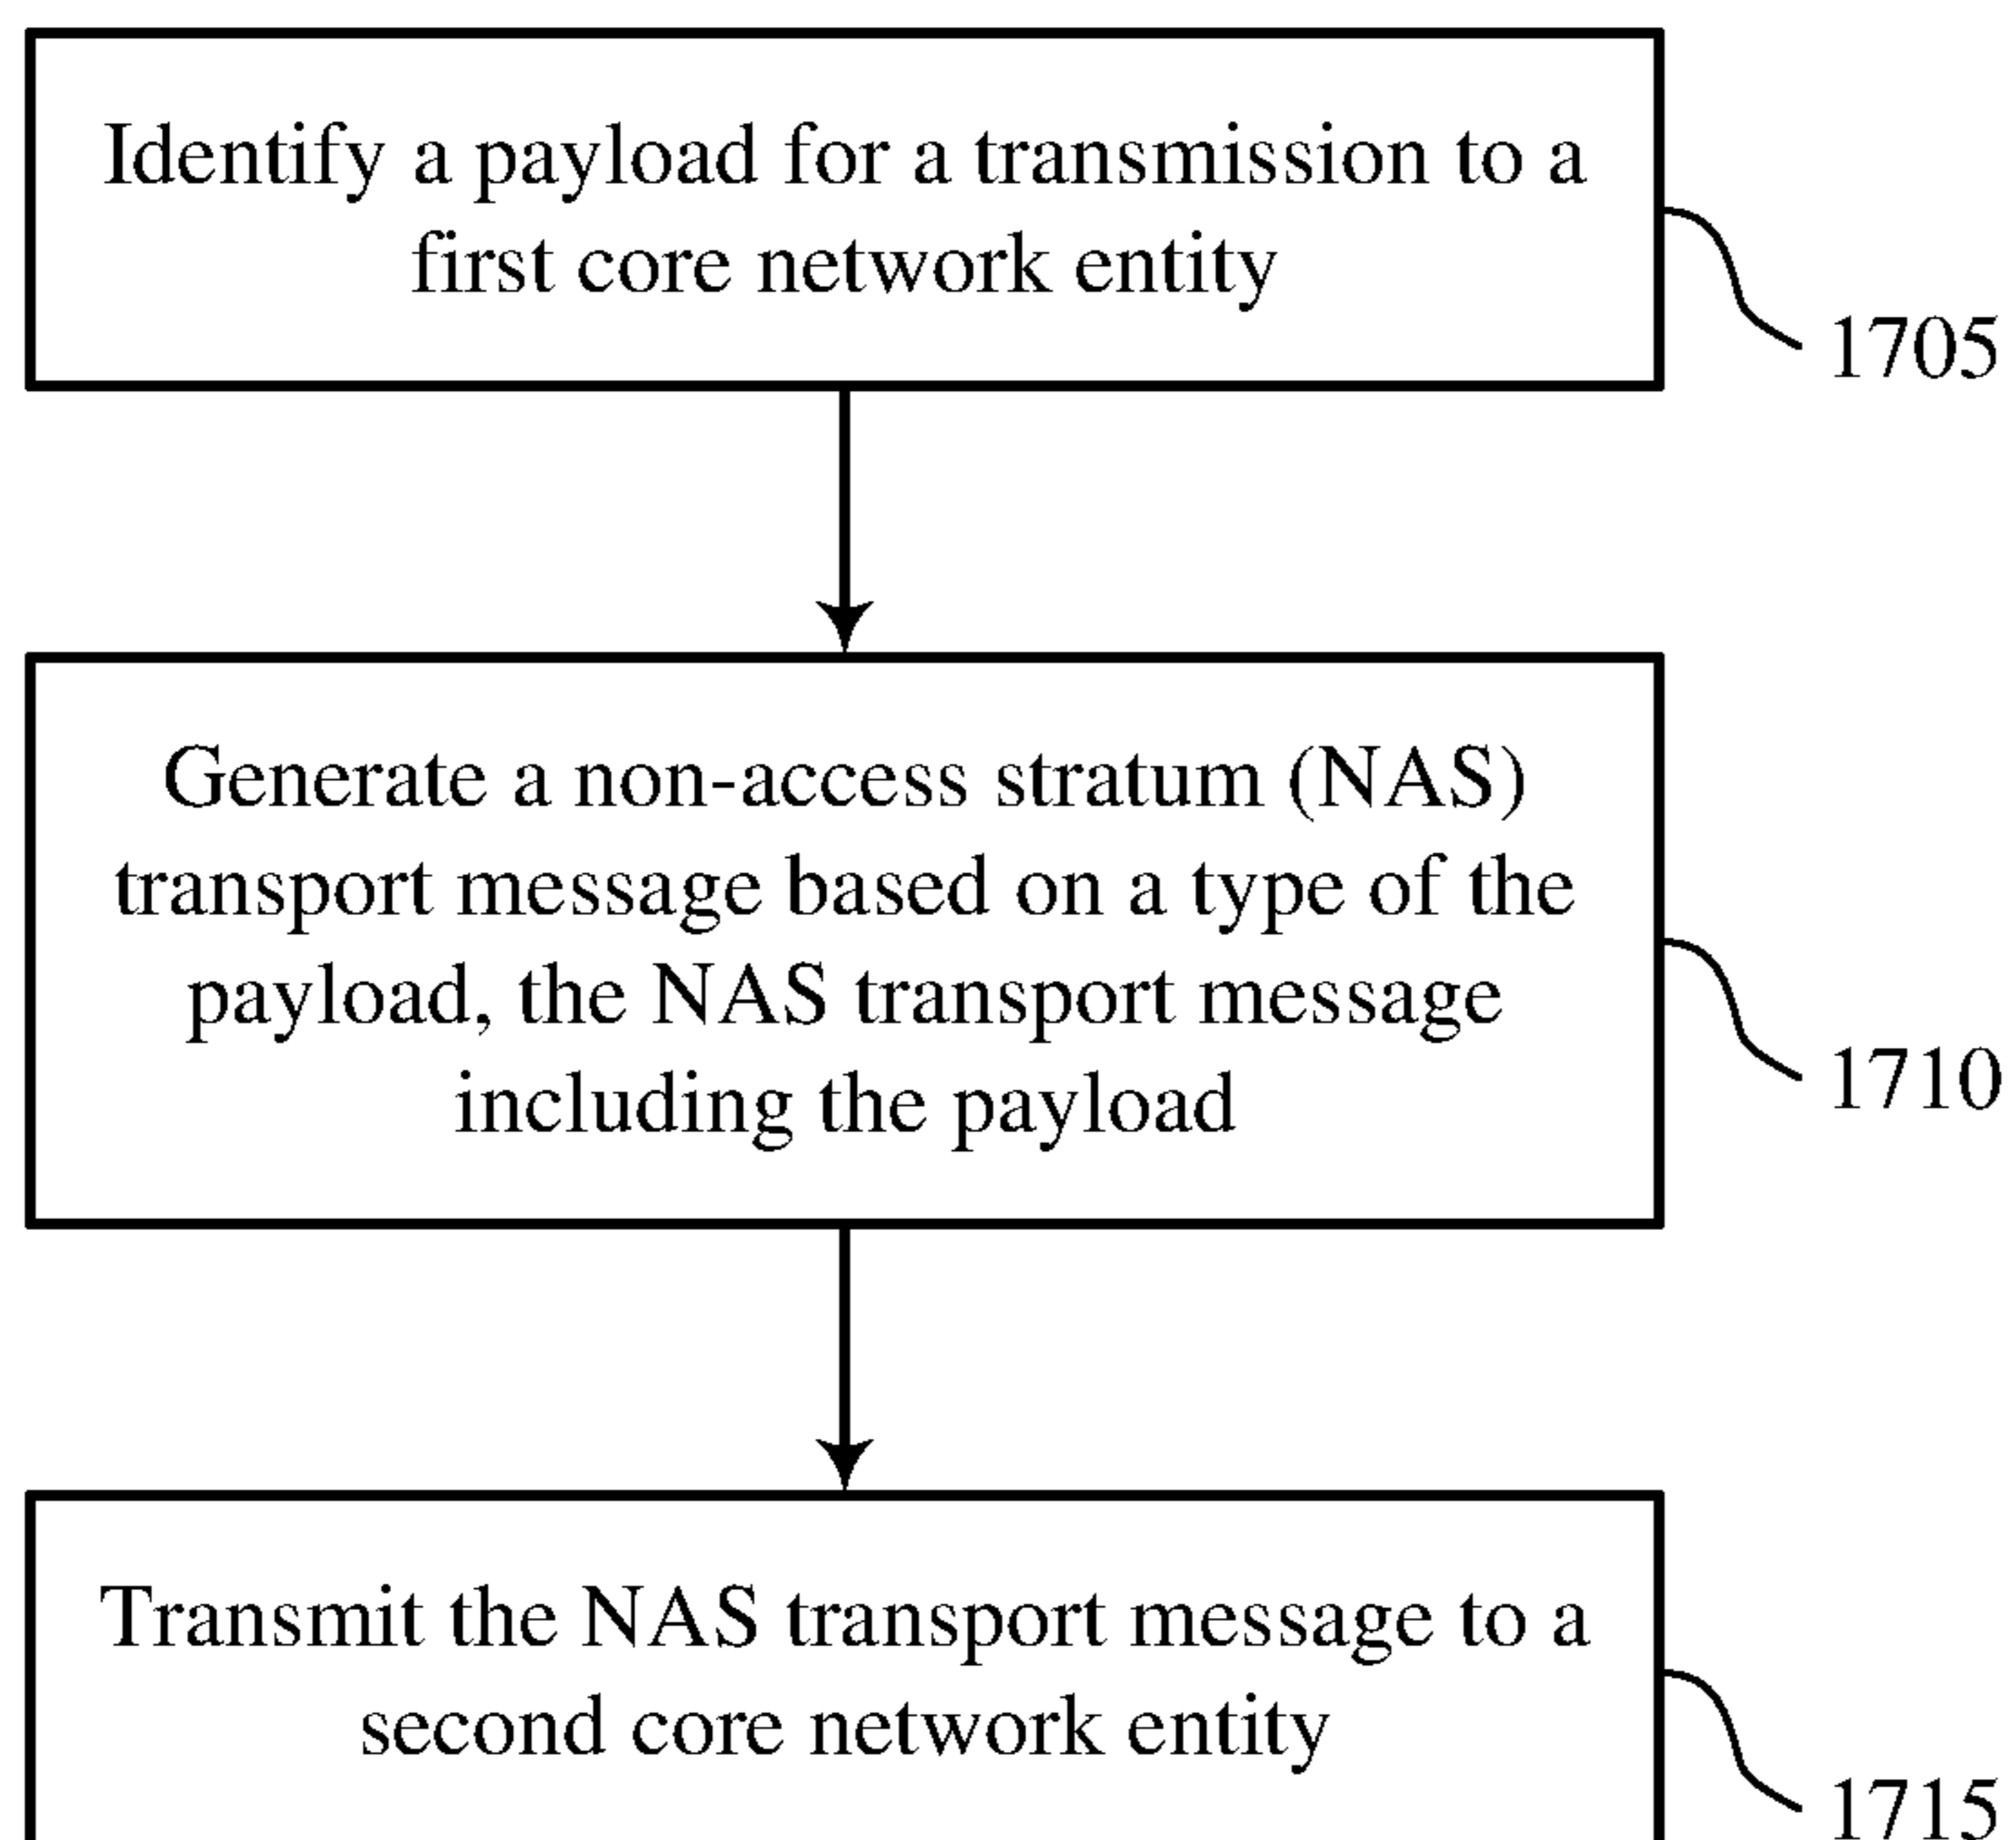 Identify a payload for a transmission to a
first core network entity
1705
Generate a non-access stratum (NAS)
transport message based on a type of the
payload, the NAS transport message
including the payload
1710
Transmit the NAS transport message to a
second core network entity
1715